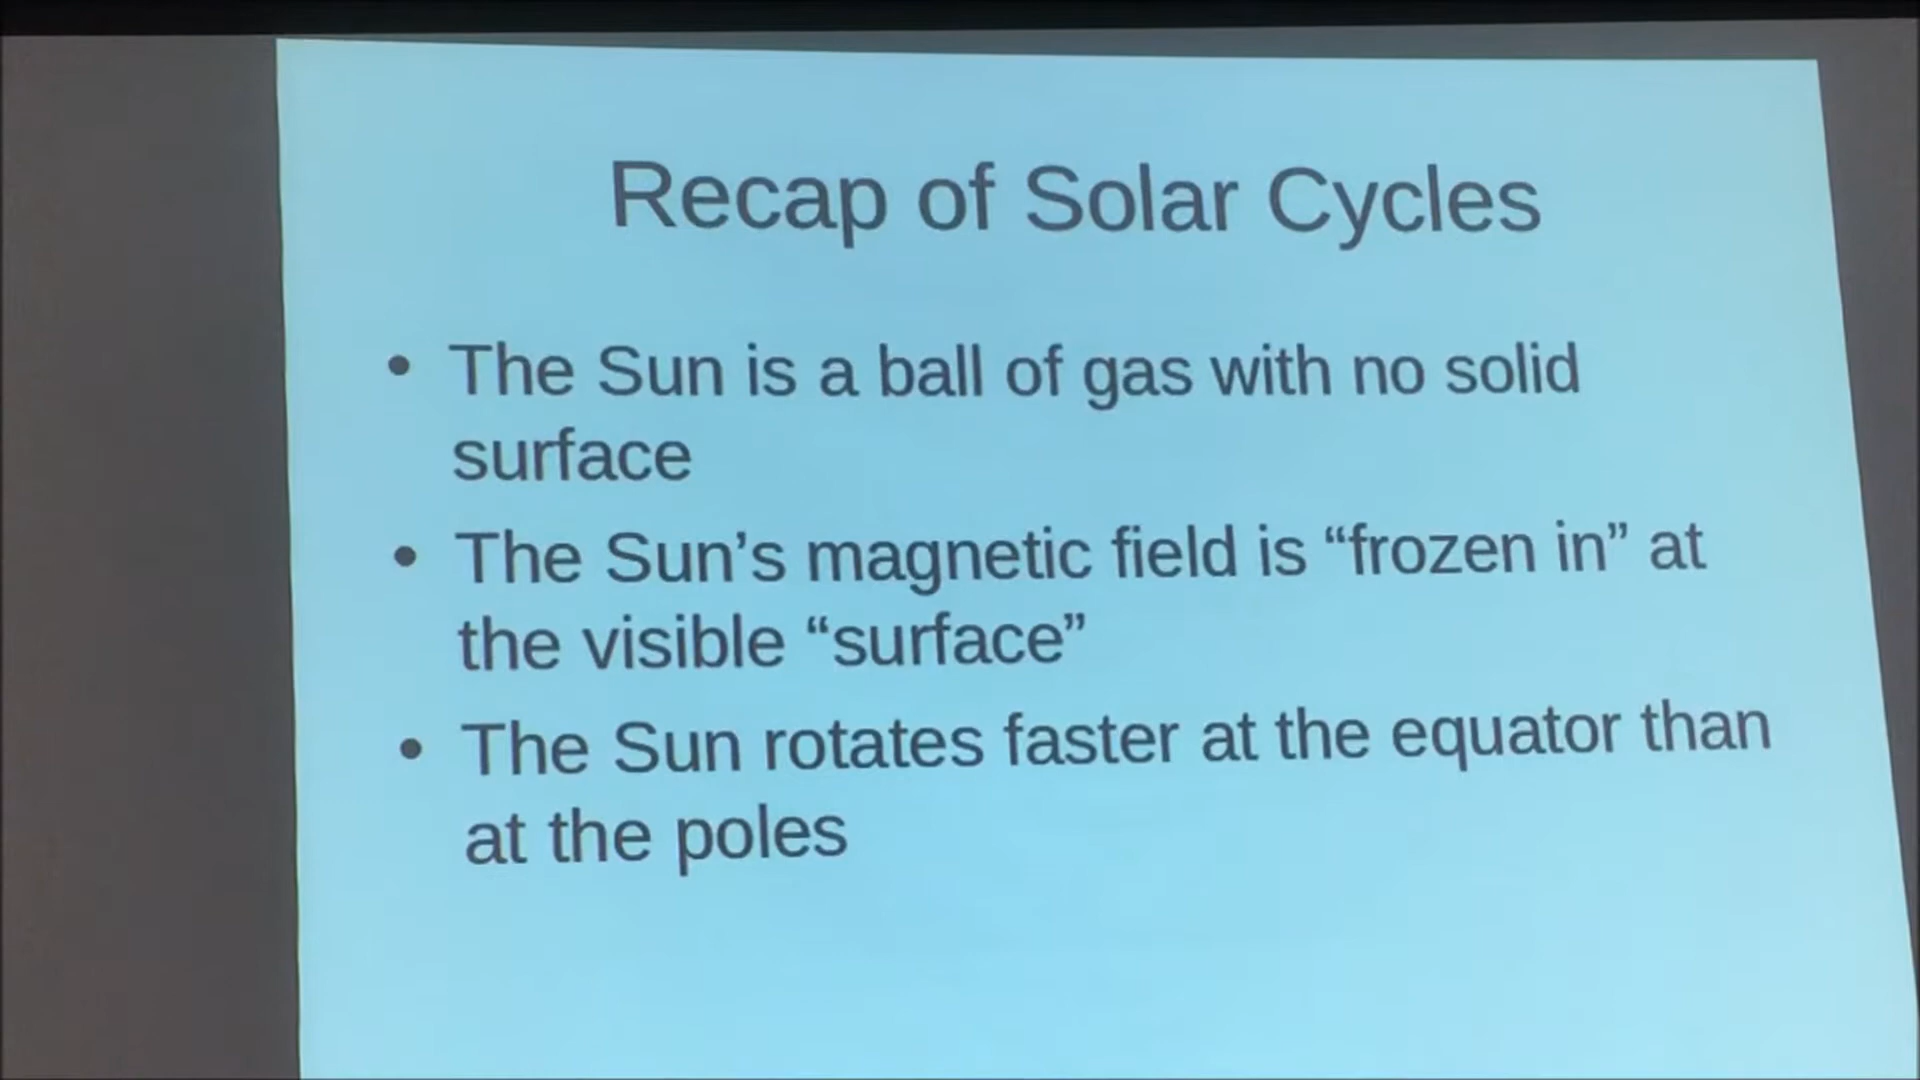 Recap of Solar Cycles
• The Sun is a ball of gas with no solid
surface
• The Sun’s magnetic field is “frozen in” at
the visible “surface”
• The Sun rotates faster at the equator than
at the poles